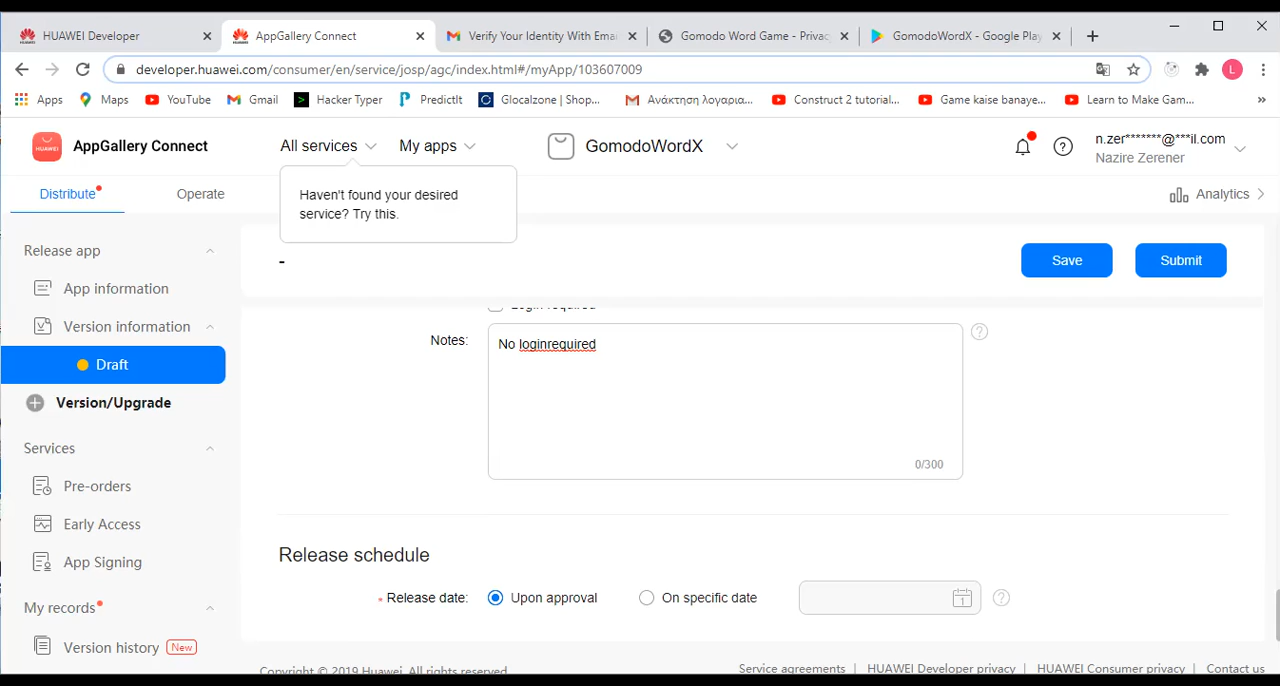 HUAWEI Developer
AppGallery Connect
Verify Your Identity With Emai
Gomodo Word Game - Privac
GomodoWordX - Google Play
developer.huawei.com/consumer/en/service/josp/agc/index.html#/myApp/103607009
L
Apps
Maps
YouTube
Gmail
Hacker Typer
PredictIt
Glocalzone | Shop...
Ανάκτηση λογαρια...
Construct 2 tutorial...
Game kaise banaye...
Learn to Make Gam...
HUAWEI
AppGallery Connect
All services
My apps
GomodoWordX
n.zer*******@***il.com
Nazire Zerener
Distribute
Operate
Haven't found your desired
service? Try this.
Analytics
Release app
App information
Version information
Draft
Version/Upgrade
Services
Pre-orders
Early Access
App Signing
My records
Version history New
-
Save
Submit
Login required
Notes:
No loginrequired
0/300
Release schedule
* Release date:
Upon approval
On specific date
Copyright © 2019 Huawei. All rights reserved.
Service agreements | HUAWEI Developer privacy | HUAWEI Consumer privacy | Contact us